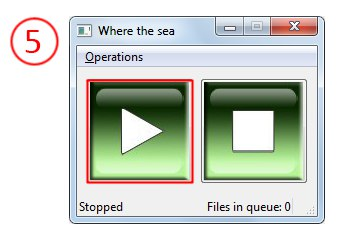 5
Where the sea
Operations
Stopped
Files in queue: 0